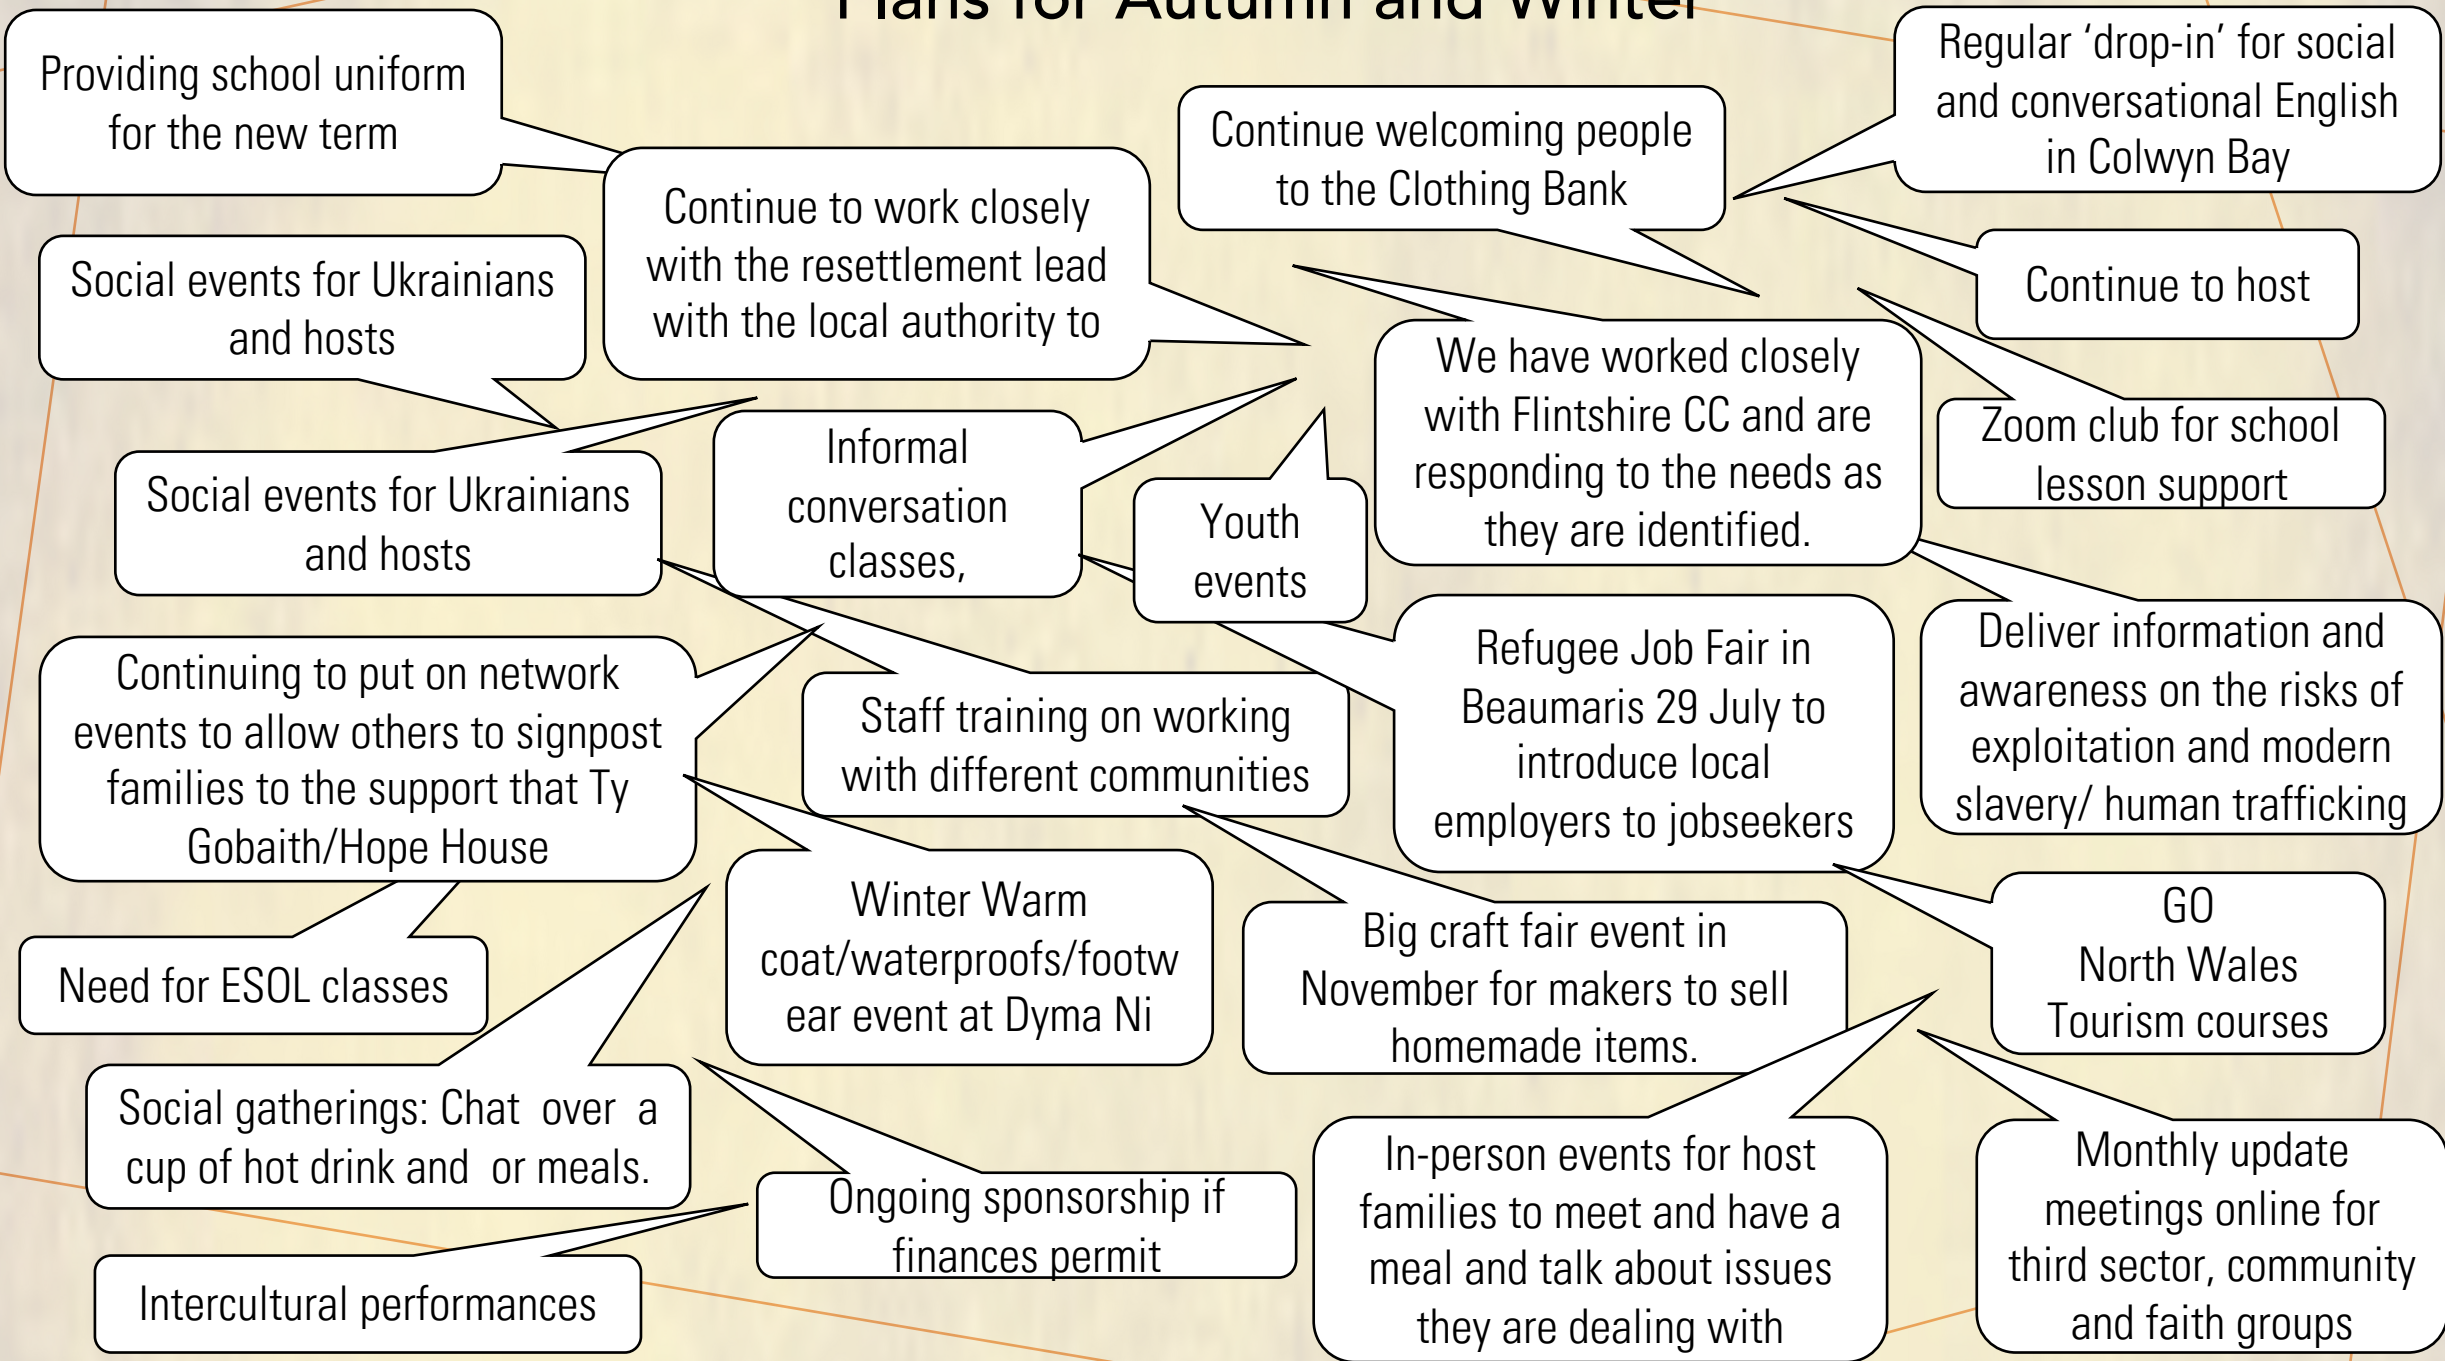 Plans for Autumn and Winter
Providing school uniform
for the new term
Continue to work closely
with the resettlement lead
with the local authority to
Continue welcoming people
to the Clothing Bank
Regular ‘drop-in’ for social
and conversational English
in Colwyn Bay
Social events for Ukrainians
and hosts
Continue to host
We have worked closely
with Flintshire CC and are
responding to the needs as
they are identified.
Zoom club for school
lesson support
Social events for Ukrainians
and hosts
Informal
conversation
classes,
Youth
events
Continuing to put on network
events to allow others to signpost
families to the support that Ty
Gobaith/Hope House
Staff training on working
with different communities
Refugee Job Fair in
Beaumaris 29 July to
introduce local
employers to jobseekers
Deliver information and
awareness on the risks of
exploitation and modern
slavery/ human trafficking
Need for ESOL classes
Winter Warm
coat/waterproofs/footw
ear event at Dyma Ni
Big craft fair event in
November for makers to sell
homemade items.
GO
North Wales
Tourism courses
Social gatherings: Chat  over  a
cup of hot drink and  or meals.
Ongoing sponsorship if
finances permit
In-person events for host
families to meet and have a
meal and talk about issues
they are dealing with
Monthly update
meetings online for
third sector, community
and faith groups
Intercultural performances